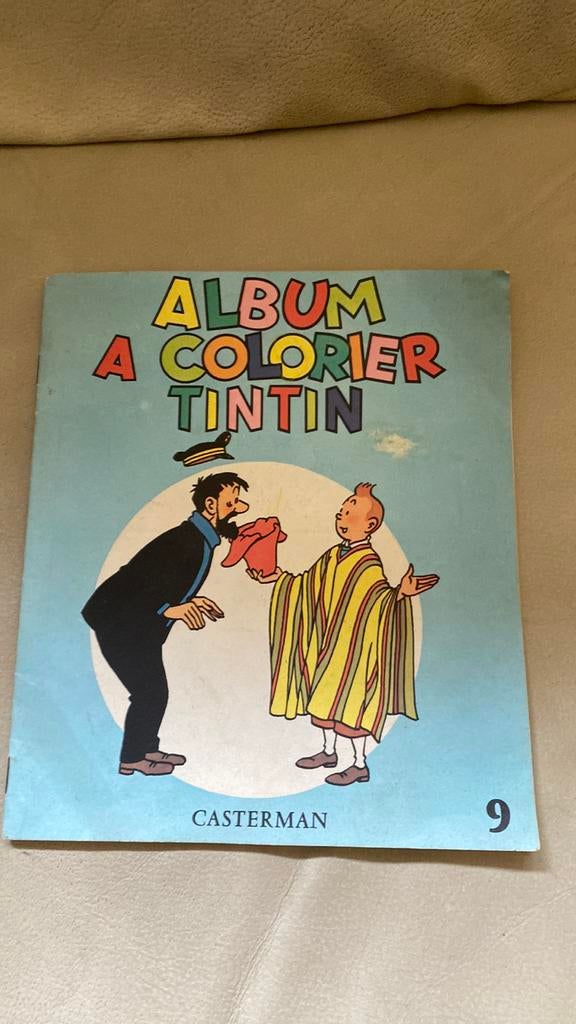 ALBUM
A COLORIER
TINTIN
CASTERMAN
9